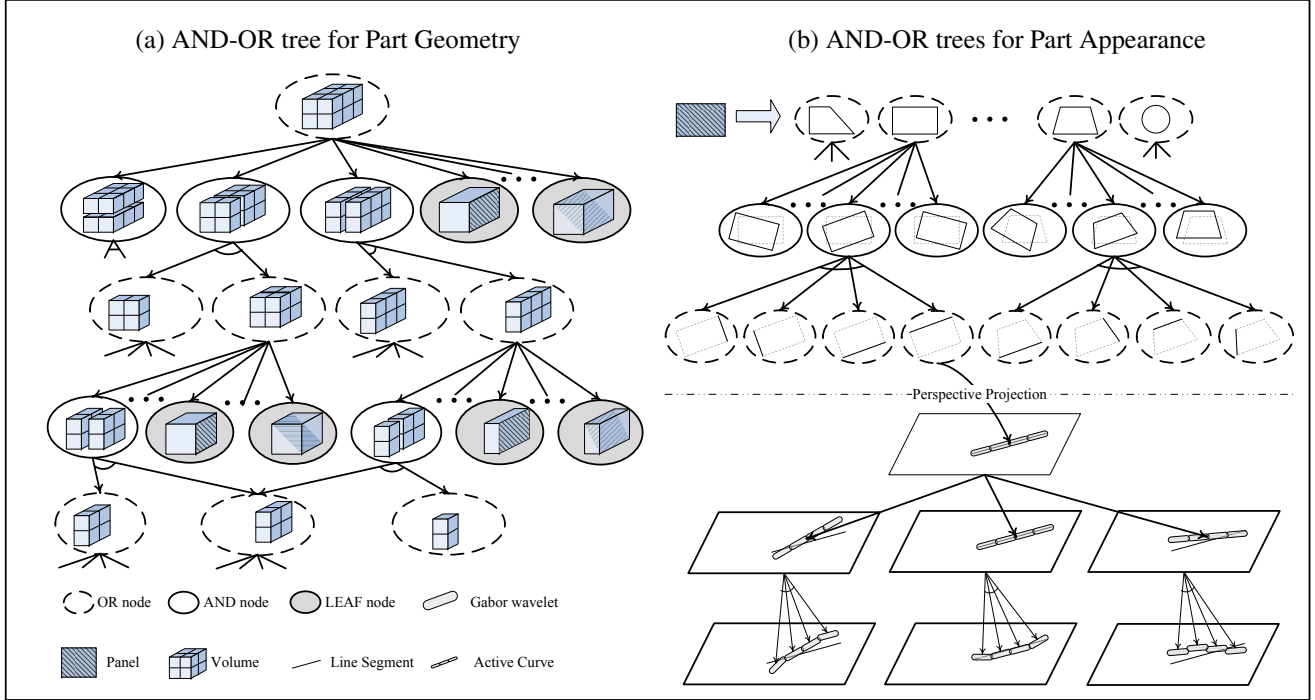 (a) AND-OR tree for Part Geometry
(b) AND-OR trees for Part Appearance
Perspective Projection
OR node
AND node
LEAF node
Gabor wavelet
Panel
Volume
Line Segment
Active Curve